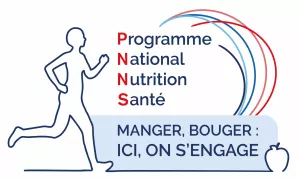 Programme
National
Nutrition
Santé
MANGER, BOUGER :
ICI, ON S'ENGAGE